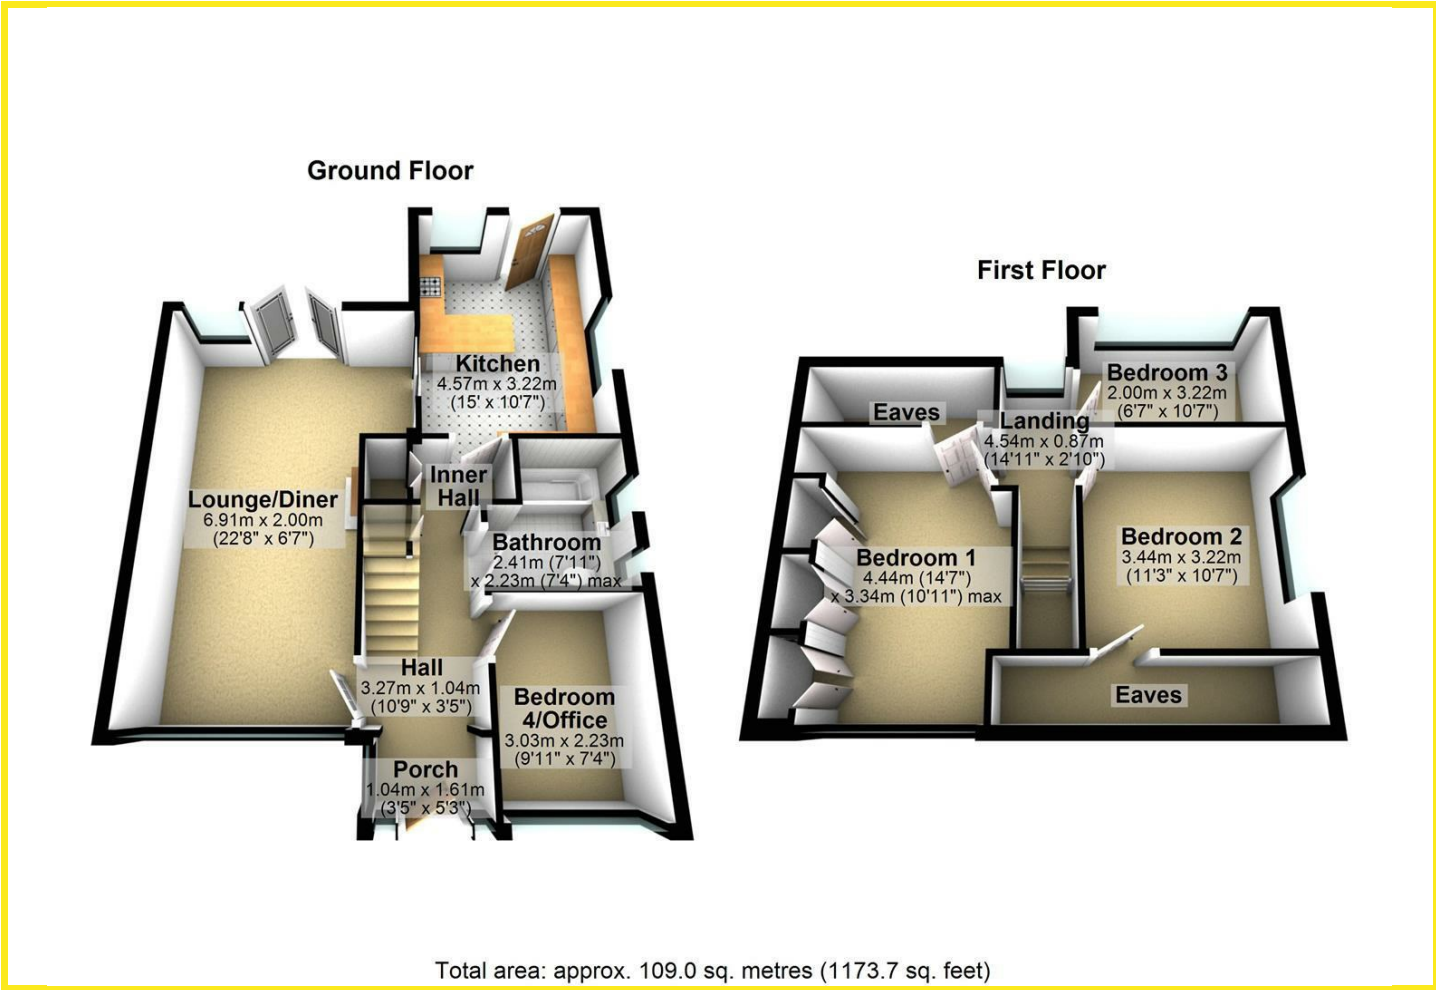 Ground Floor
Kitchen
4.57m x 3.22m
(15' x 10'7")
Inner
Hall
Lounge/Diner
6.91m x 2.00m
(22'8" x 6'7")
Bathroom
2.41m (7'11")
x 2.23m (7'4") max
Hall
3.27m x 1.04m
(10'9" x 3'5")
Bedroom
4/Office
3.03m x 2.23m
(9'11" x 7'4")
Porch
1.04m x 1.61m
(3'5" x 5'3")
First Floor
Bedroom 3
2.00m x 3.22m
(6'7" x 10'7")
Eaves
Landing
4.54m x 0.87m
(14'11" x 2'10")
Bedroom 1
4.44m (14'7")
x 3.34m (10'11") max
Bedroom 2
3.44m x 3.22m
(11'3" x 10'7")
Eaves
Total area: approx. 109.0 sq. metres (1173.7 sq. feet)